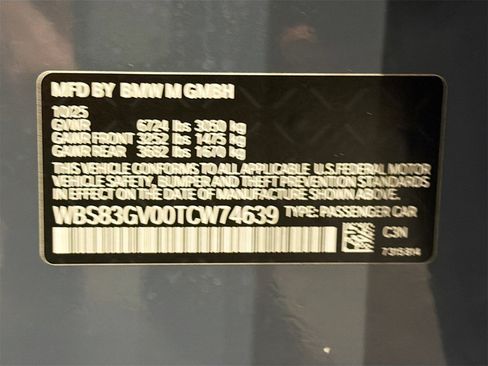 MFD BY BMW M GMBH
10/25
GVWR 6724 lbs 3050 kg
GAWR FRONT 3252 lbs 1475 kg
GAWR REAR 3682 lbs 1670 kg
THIS VEHICLE CONFORMS TO ALL APPLICABLE U.S. FEDERAL MOTOR
VEHICLE SAFETY, BUMPER AND THEFT PREVENTION STANDARDS
IN EFFECT ON THE DATE OF MANUFACTURE SHOWN ABOVE.
WBS83GV00TCW74639 TYPE: PASSENGER CAR
C3N
7315814